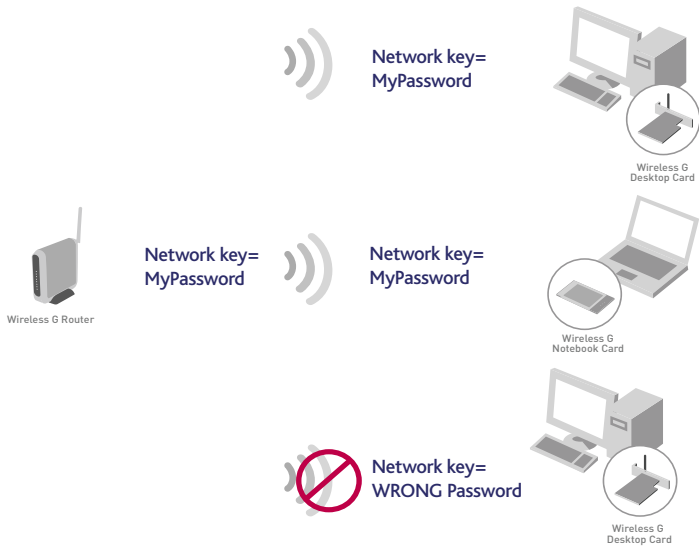 Network key=
MyPassword
Wireless G
Desktop Card
Wireless G Router
Network key=
MyPassword
Network key=
MyPassword
Wireless G
Notebook Card
Network key=
WRONG Password
Wireless G
Desktop Card